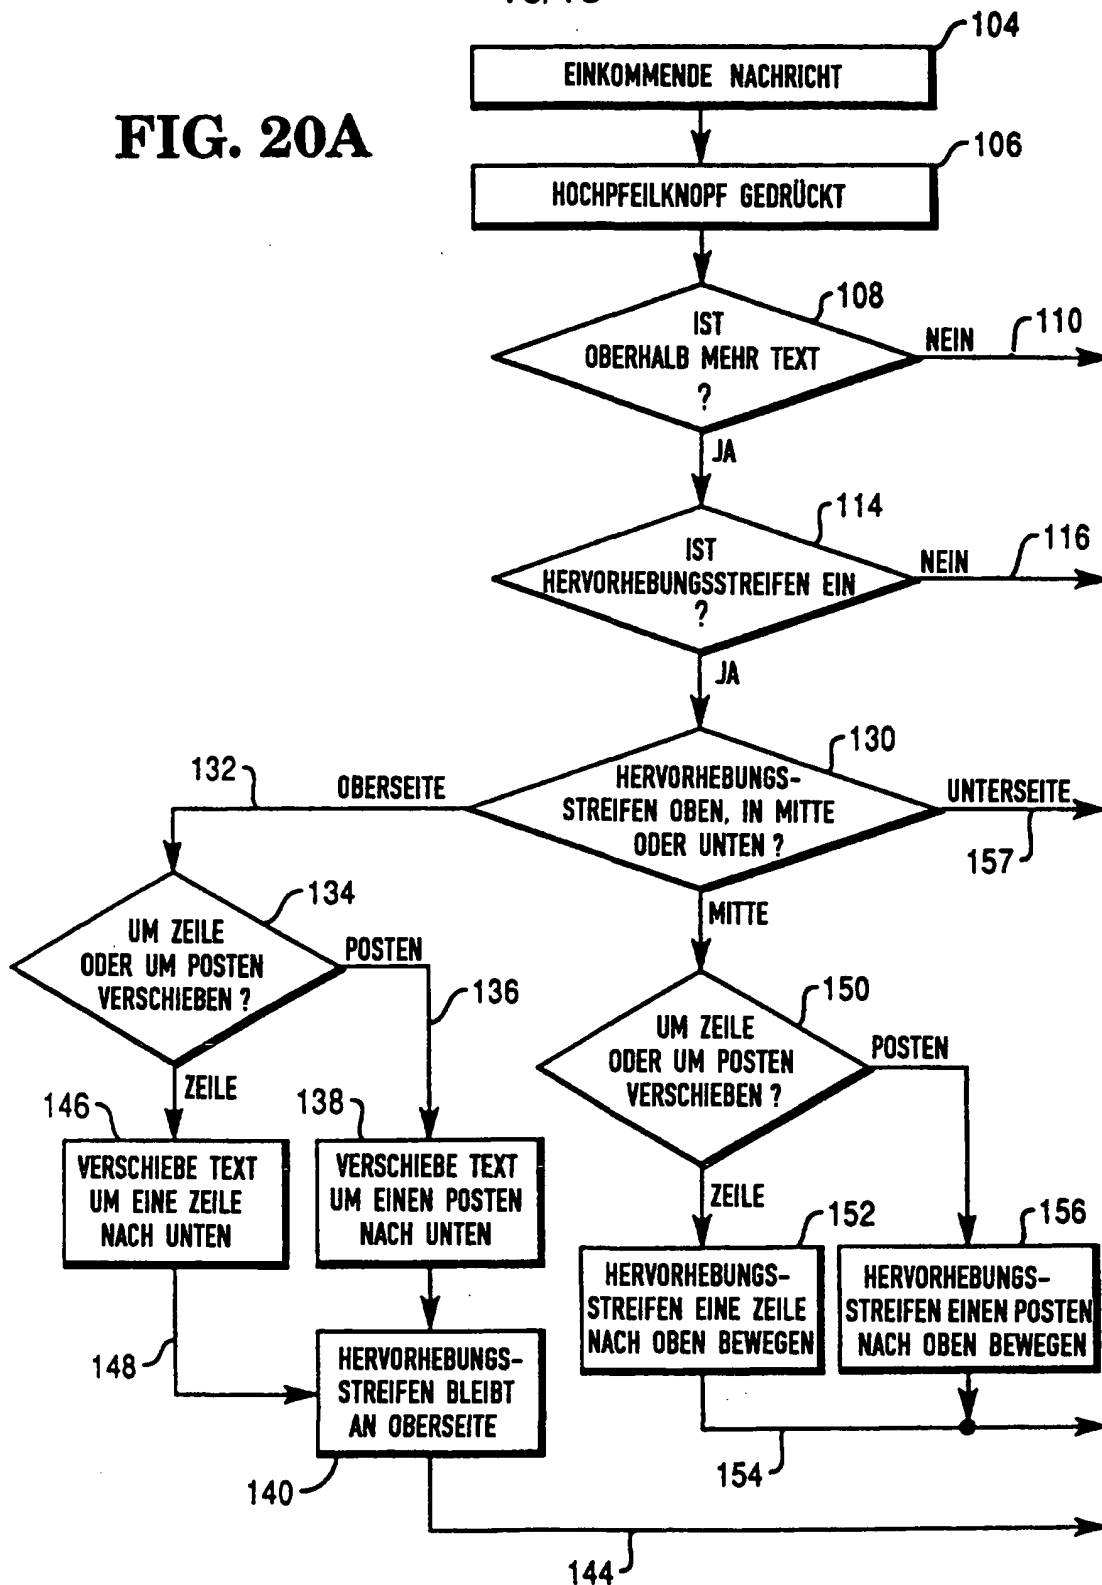 104
EINKOMMENDE NACHRICHT
FIG. 20A
106
HOCHPFEILKNOPF GEDRÜCKT
108
IST
OBERHALB MEHR TEXT
?
NEIN
110
JA
114
IST
HERVORHEBUNGSSTREIFEN EIN
?
NEIN
116
JA
130
HERVORHEBUNGS-
STREIFEN OBEN, IN MITTE
ODER UNTEN ?
132
OBERSEITE
UNTERSEITE
157
MITTE
134
UM ZEILE
ODER UM POSTEN
VERSCHIEBEN ?
POSTEN
136
ZEILE
150
UM ZEILE
ODER UM POSTEN
VERSCHIEBEN ?
POSTEN
ZEILE
146
VERSCHIEBE TEXT
UM EINE ZEILE
NACH UNTEN
138
VERSCHIEBE TEXT
UM EINEN POSTEN
NACH UNTEN
152
HERVORHEBUNGS-
STREIFEN EINE ZEILE
NACH OBEN BEWEGEN
156
HERVORHEBUNGS-
STREIFEN EINEN POSTEN
NACH OBEN BEWEGEN
148
HERVORHEBUNGS-
STREIFEN BLEIBT
AN OBERSEITE
140
154
144